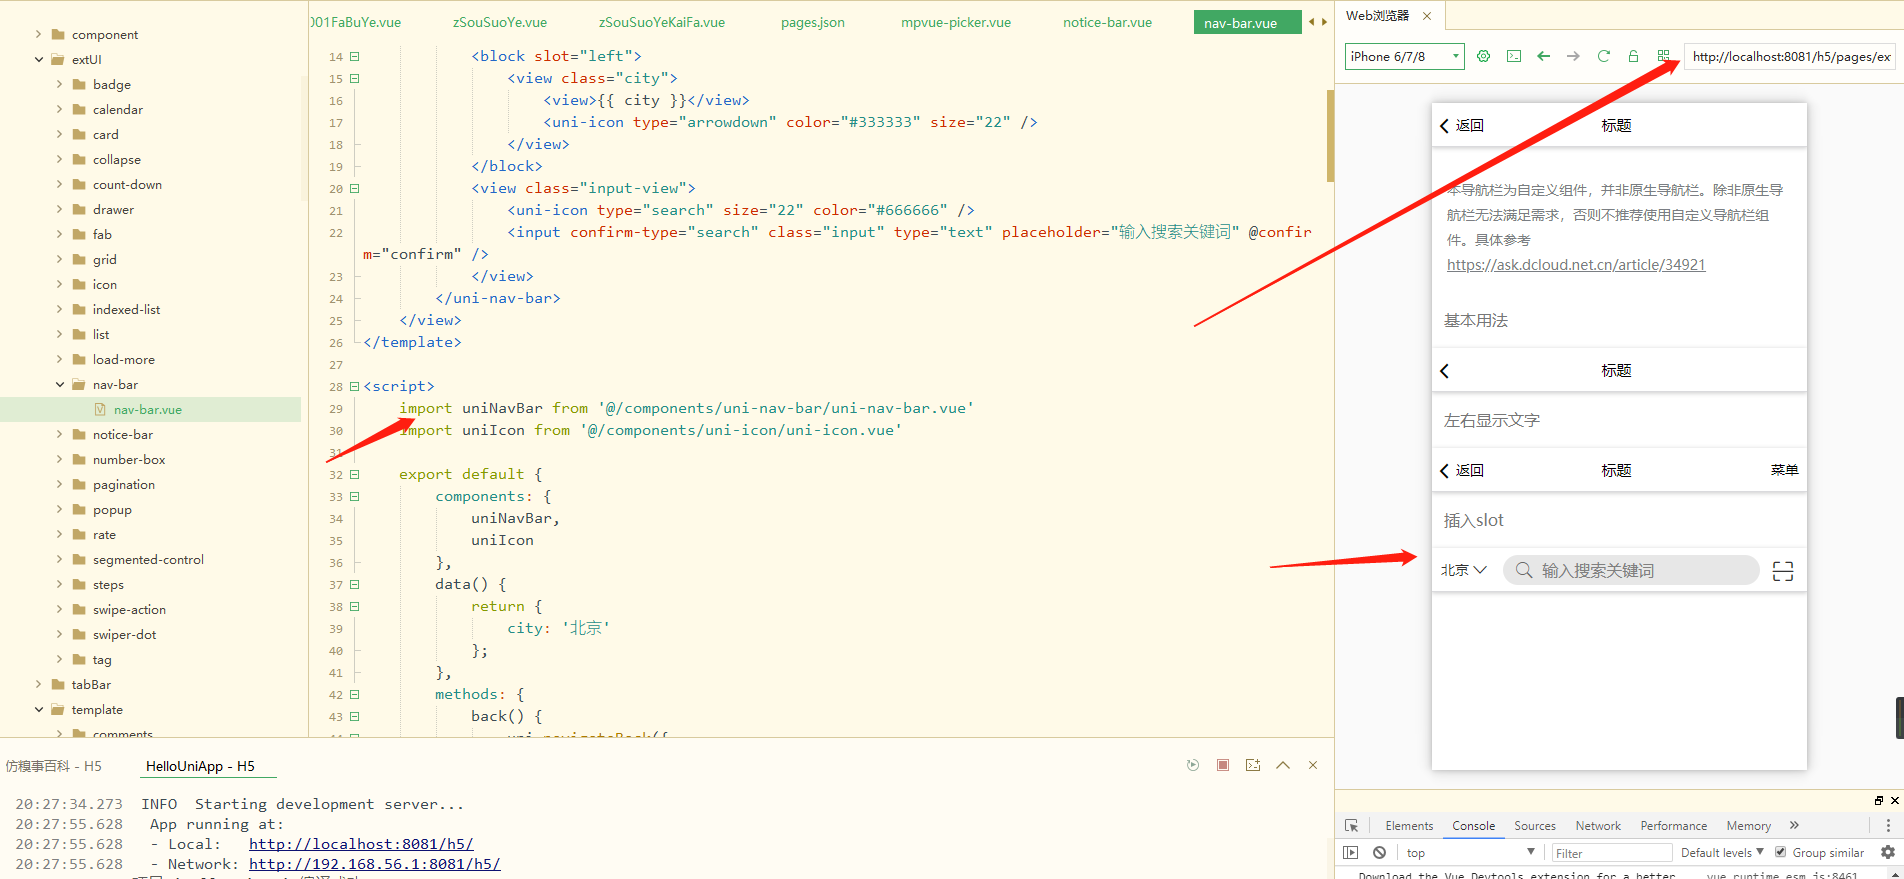 component
extUI
badge
calendar
card
collapse
count-down
drawer
fab
grid
icon
indexed-list
list
load-more
nav-bar
nav-bar.vue
notice-bar
number-box
pagination
popup
rate
segmented-control
steps
swipe-action
swiper-dot
tag
tabBar
template
comments
001FaBuYe.vue zSouSuoYe.vue zSouSuoYeKaiFa.vue pages.json mpvue-picker.vue notice-bar.vue nav-bar.vue
14 <block slot="left">
15 <view class="city">
16 <view>{{ city }}</view>
17 <uni-icon type="arrowdown" color="#333333" size="22" />
18 </view>
19 </block>
20 <view class="input-view">
21 <uni-icon type="search" size="22" color="#666666" />
22 <input confirm-type="search" class="input" type="text" placeholder="输入搜索关键词" @confir
m="confirm" />
23 </view>
24 </uni-nav-bar>
25 </view>
26 </template>
27
28 <script>
29 import uniNavBar from '@/components/uni-nav-bar/uni-nav-bar.vue'
30 import uniIcon from '@/components/uni-icon/uni-icon.vue'
31
32 export default {
33 components: {
34 uniNavBar,
35 uniIcon
36 },
37 data() {
38 return {
39 city: '北京'
40 };
41 },
42 methods: {
43 back() {
44 uni.navigateBack({
仿糗事百科 - H5 HelloUniApp - H5
20:27:34.273 INFO Starting development server...
20:27:55.628 App running at:
20:27:55.628 - Local: http://localhost:8081/h5/
20:27:55.628 - Network: http://192.168.56.1:8081/h5/
Web浏览器
iPhone 6/7/8 http://localhost:8081/h5/pages/ex
返回 标题
本导航栏为自定义组件，并非原生导航栏。除非原生导
航栏无法满足需求，否则不推荐使用自定义导航栏组
件。具体参考
https://ask.dcloud.net.cn/article/34921
基本用法
标题
左右显示文字
返回 标题 菜单
插入slot
北京 输入搜索关键词
Elements Console Sources Network Performance Memory
top Filter Default levels Group similar
Download the Vue Devtools extension for a better vue.runtime.esm.js:8461